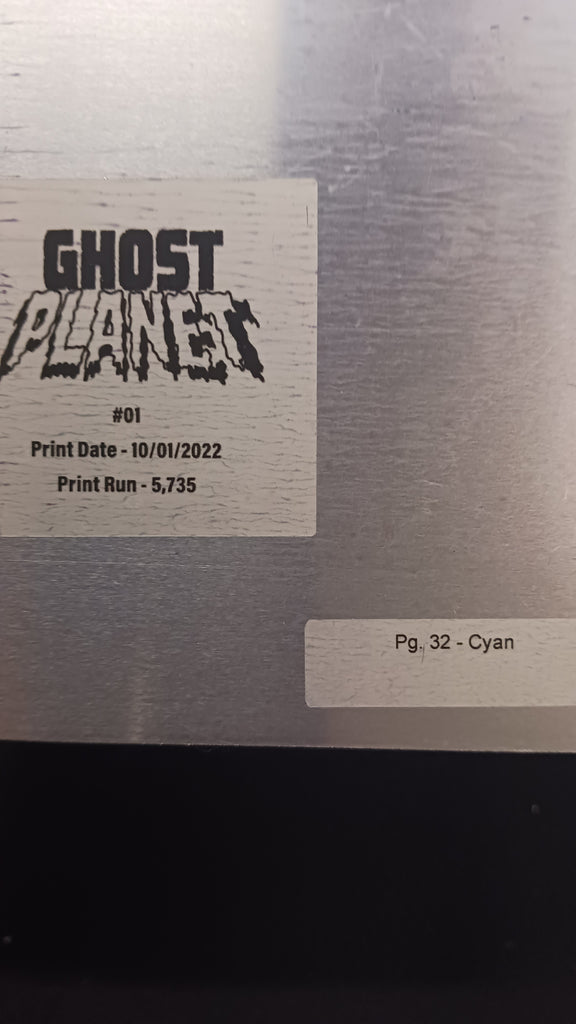 GHOST
PLANET
#01
Print Date - 10/01/2022
Print Run - 5,735
Pg. 32 - Cyan